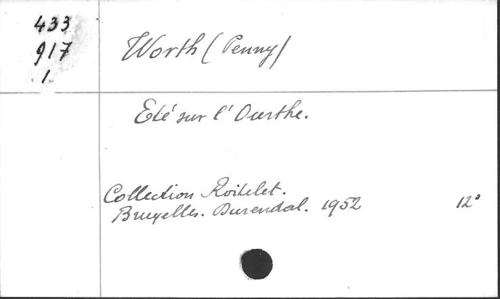 433
917
1.
Worth (Penny)
Eté sur l'Ourthe.
Collection Roitelet.
Bruxelles. Durendal. 1952 12°